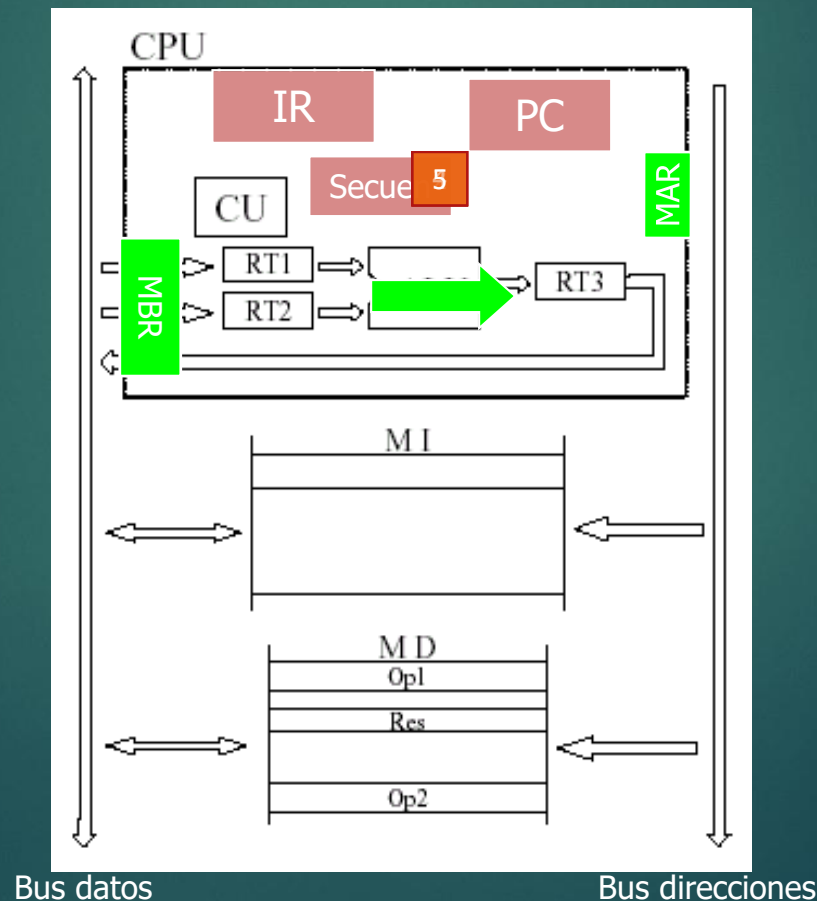 CPU
IR
PC
Secue
5
MAR
CU
MBR
RT1
RT2
RT3
M I
M D
Op1
Res
Op2
Bus datos
Bus direcciones